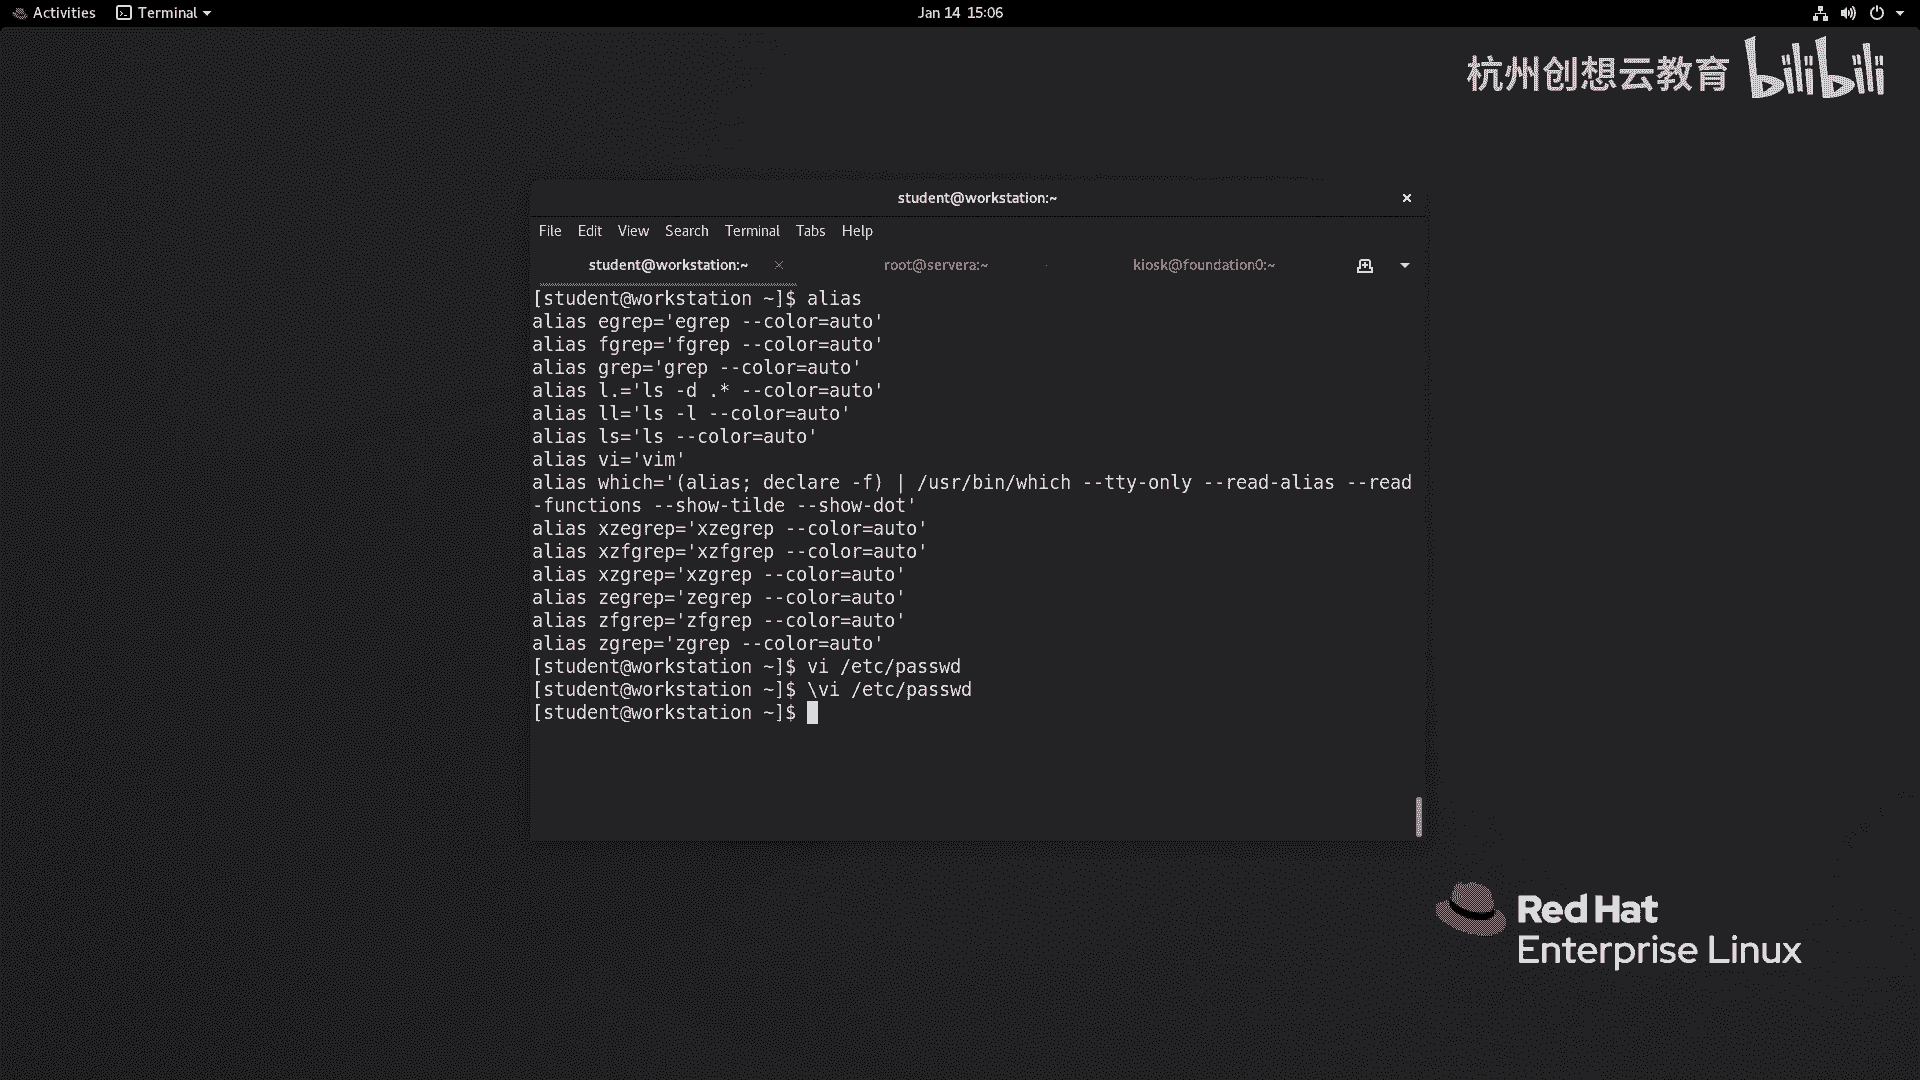 Activities Terminal Jan 14 15:06
杭州创想云教育 bilibili
student@workstation:~
File Edit View Search Terminal Tabs Help
student@workstation:~ root@servera:~ kiosk@foundation0:~
[student@workstation ~]$ alias
alias egrep='egrep --color=auto'
alias fgrep='fgrep --color=auto'
alias grep='grep --color=auto'
alias l.='ls -d .* --color=auto'
alias ll='ls -l --color=auto'
alias ls='ls --color=auto'
alias vi='vim'
alias which='(alias; declare -f) | /usr/bin/which --tty-only --read-alias --read
-functions --show-tilde --show-dot'
alias xzegrep='xzegrep --color=auto'
alias xzfgrep='xzfgrep --color=auto'
alias xzgrep='xzgrep --color=auto'
alias zegrep='zegrep --color=auto'
alias zfgrep='zfgrep --color=auto'
alias zgrep='zgrep --color=auto'
[student@workstation ~]$ vi /etc/passwd
[student@workstation ~]$ \vi /etc/passwd
[student@workstation ~]$
Red Hat
Enterprise Linux